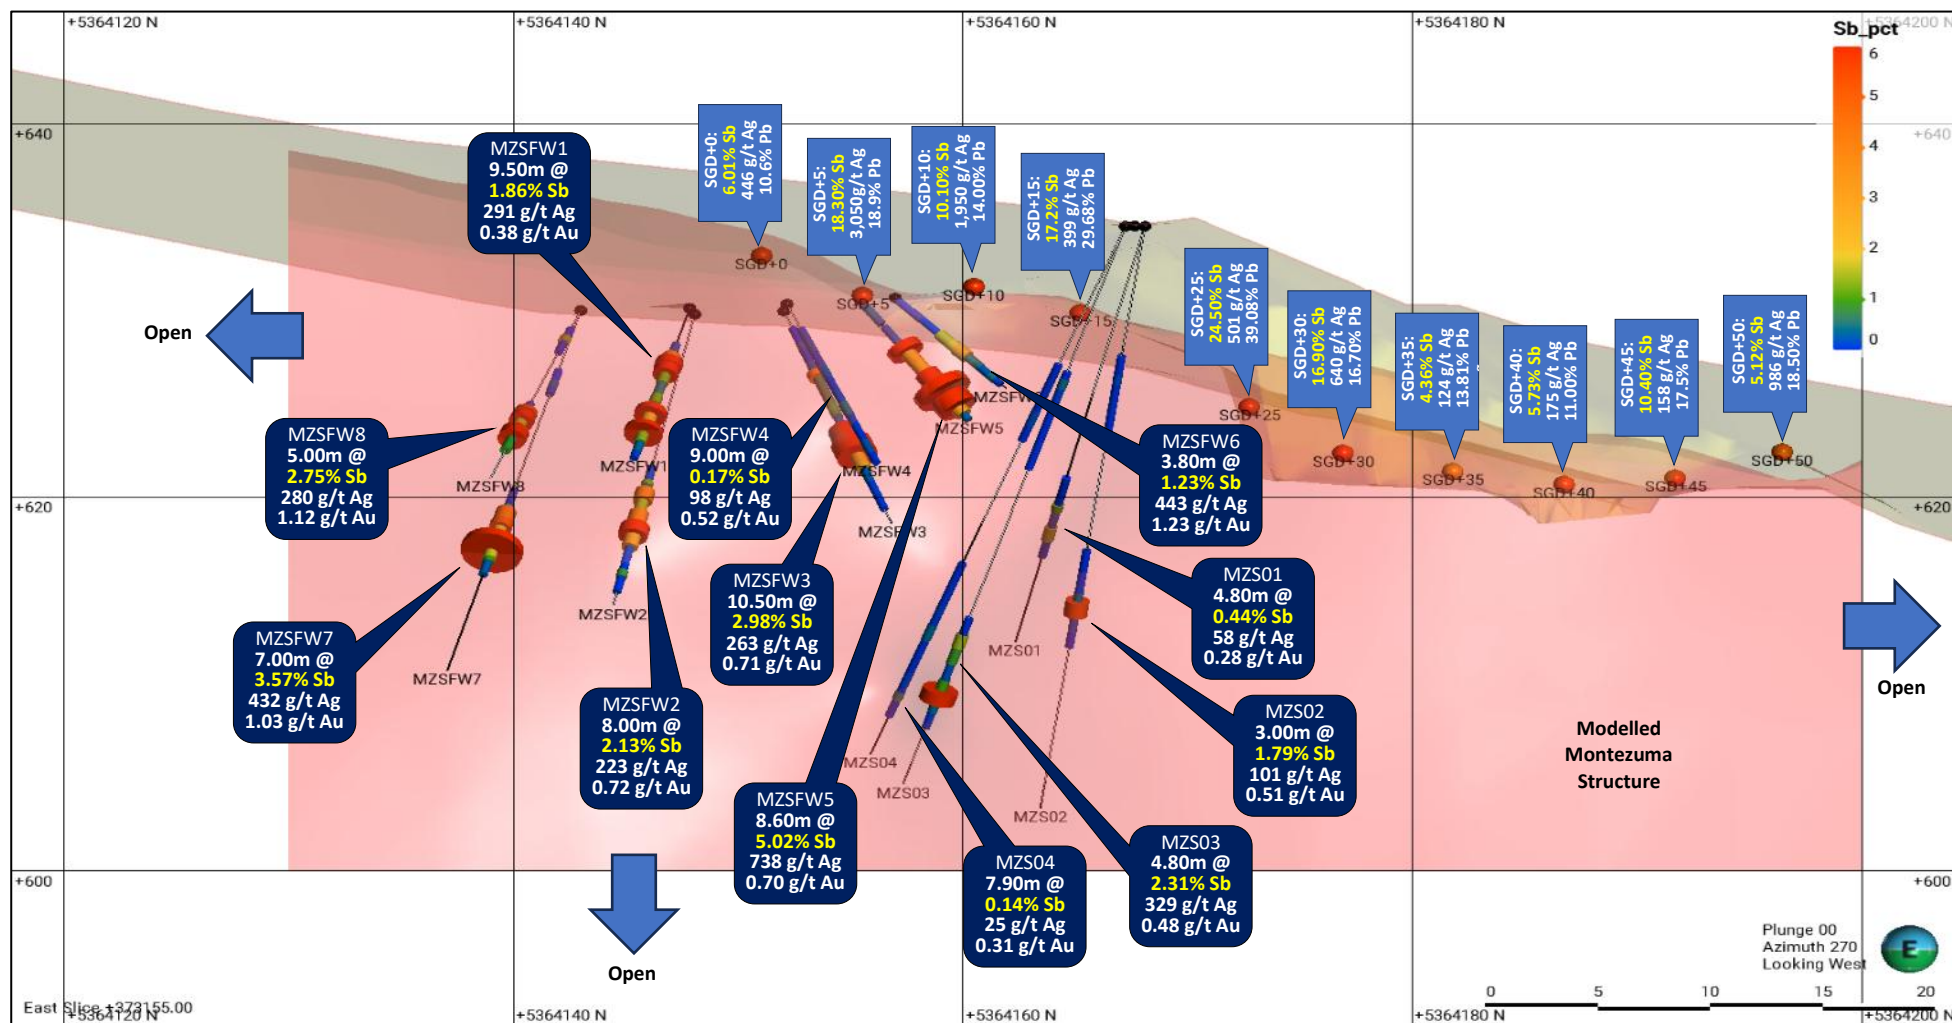 +5364120 N
+5364140 N
+5364160 N
+5364180 N
+5364200 N
Sb_pct
6
5
4
3
2
1
0
+640
+640
+620
+620
+600
+600
SGD+0:
6.01% Sb
446 g/t Ag
10.6% Pb
SGD+5:
18.30% Sb
3,050g/t Ag
18.9% Pb
SGD+10:
10.10% Sb
1,950 g/t Ag
14.00% Pb
SGD+15:
17.2% Sb
399 g/t Ag
29.68% Pb
SGD+25:
24.50% Sb
501 g/t Ag
39.08% Pb
SGD+30:
16.90% Sb
640 g/t Ag
16.70% Pb
SGD+35:
4.36% Sb
124 g/t Ag
13.81% Pb
SGD+40:
5.73% Sb
175 g/t Ag
11.00% Pb
SGD+45:
10.40% Sb
158 g/t Ag
17.5% Pb
SGD+50:
5.12% Sb
986 g/t Ag
18.50% Pb
SGD+0
SGD+5
SGD+10
SGD+15
SGD+25
SGD+30
SGD+35
SGD+40
SGD+45
SGD+50
MZSFW1
9.50m @
1.86% Sb
291 g/t Ag
0.38 g/t Au
Open
MZSFW8
5.00m @
2.75% Sb
280 g/t Ag
1.12 g/t Au
MZSFW4
9.00m @
0.17% Sb
98 g/t Ag
0.52 g/t Au
MZSFW6
3.80m @
1.23% Sb
443 g/t Ag
1.23 g/t Au
MZSFW8
MZSFW1
MZSFW4
MZSFW5
MZSFW3
MZSFW2
MZSFW7
MZS01
MZS04
MZS03
MZS02
MZSFW7
7.00m @
3.57% Sb
432 g/t Ag
1.03 g/t Au
MZSFW3
10.50m @
2.98% Sb
263 g/t Ag
0.71 g/t Au
MZS01
4.80m @
0.44% Sb
58 g/t Ag
0.28 g/t Au
MZSFW2
8.00m @
2.13% Sb
223 g/t Ag
0.72 g/t Au
MZS02
3.00m @
1.79% Sb
101 g/t Ag
0.51 g/t Au
MZSFW5
8.60m @
5.02% Sb
738 g/t Ag
0.70 g/t Au
MZS04
7.90m @
0.14% Sb
25 g/t Ag
0.31 g/t Au
MZS03
4.80m @
2.31% Sb
329 g/t Ag
0.48 g/t Au
Open
Modelled
Montezuma
Structure
Open
Plunge 00
Azimuth 270
Looking West
E
0
5
10
15
20
East Slice +373155.00
+5364120 N
+5364140 N
+5364160 N
+5364180 N
+5364200 N